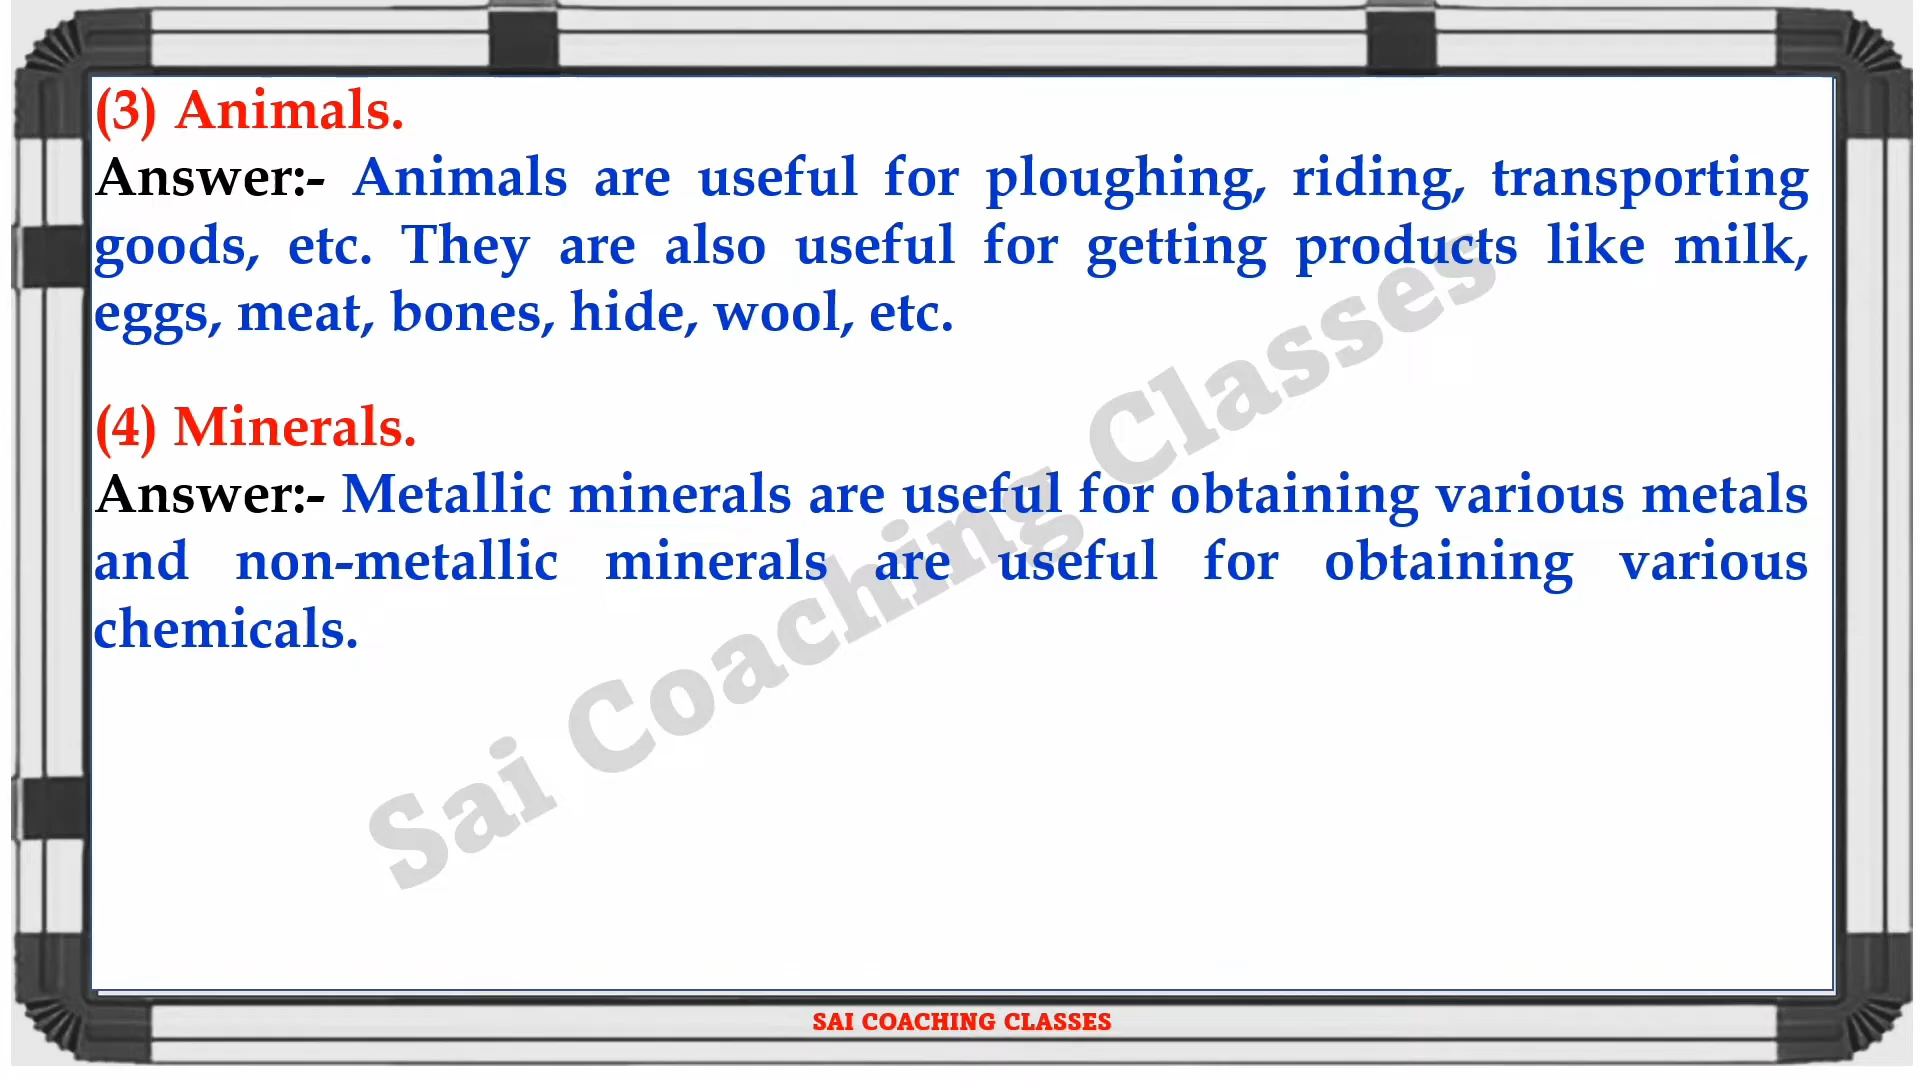 (3) Animals.
Answer:- Animals are useful for ploughing, riding, transporting
goods, etc. They are also useful for getting products like milk,
eggs, meat, bones, hide, wool, etc.
(4) Minerals.
Answer:- Metallic minerals are useful for obtaining various metals
and non-metallic minerals are useful for obtaining various
chemicals.
Sai Coaching Classes
SAI COACHING CLASSES